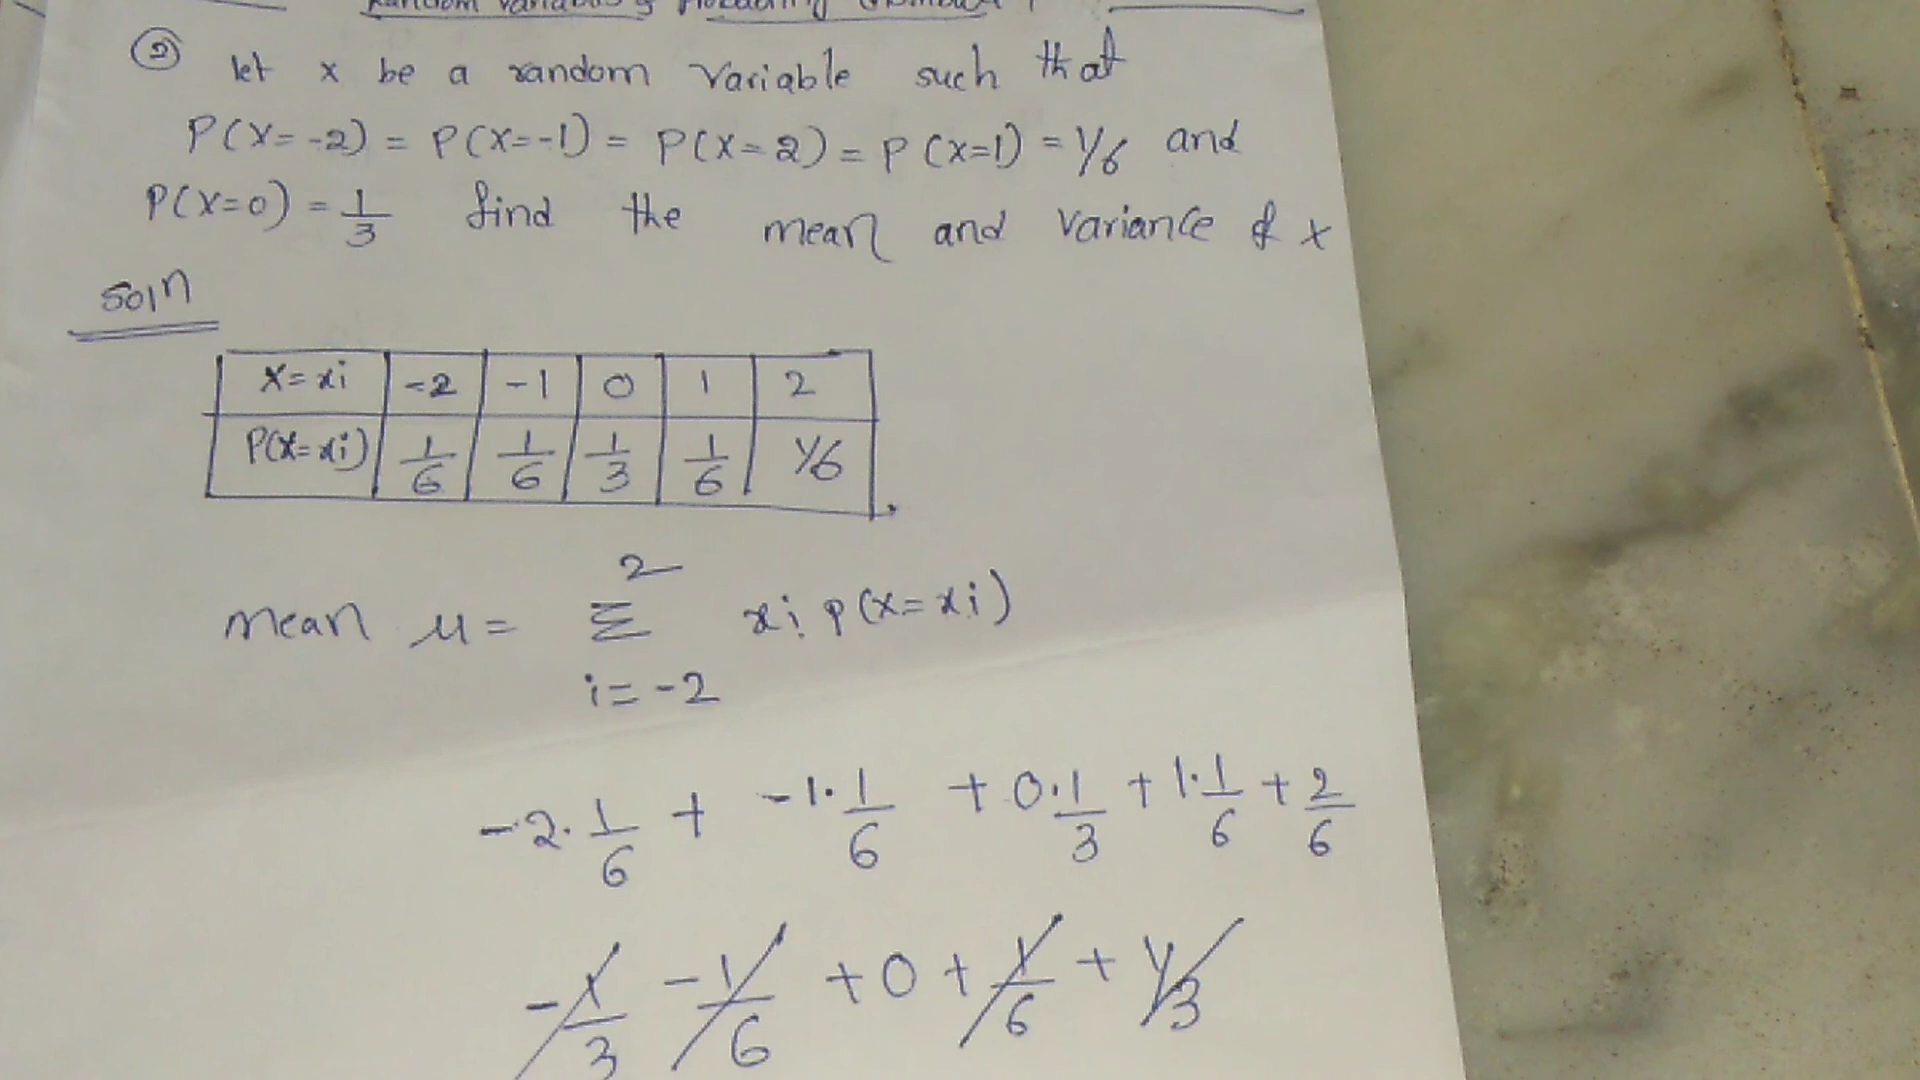 Random Variables & Probability
② let x be a random variable such that
P(X=-2) = P(X=-1) = P(X=2) = P(X=1) = 1/6 and
P(X=0) = 1/3 find the mean and variance of x
Soln
X=xi -2 -1 0 1 2
P(X=xi) 1/6 1/6 1/3 1/6 1/6
2
mean μ = Σ xi p(x=xi)
i=-2
-2.1/6 + -1.1/6 + 0.1/3 + 1.1/6 + 2/6
-1/3 -1/6 +0+ 1/6 + 1/3